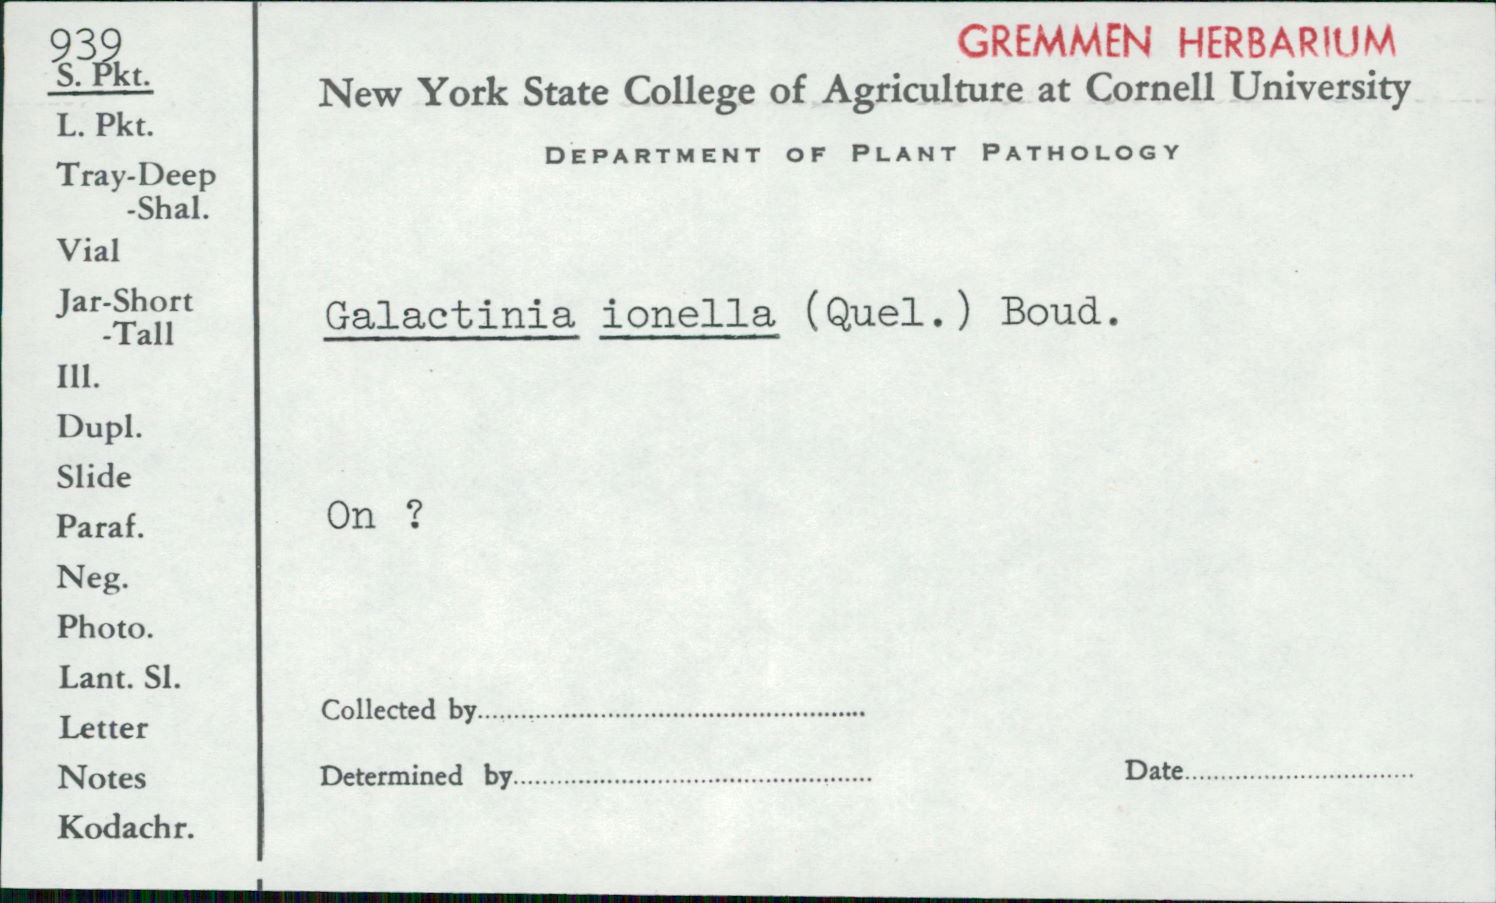 939
S. Pkt.
L. Pkt.
Tray-Deep
-Shal.
Vial
Jar-Short
-Tall
Ill.
Dupl.
Slide
Paraf.
Neg.
Photo.
Lant. Sl.
Letter
Notes
Kodachr.
GREMMEN HERBARIUM
New York State College of Agriculture at Cornell University
DEPARTMENT OF PLANT PATHOLOGY
Galactinia ionella (Quel.) Boud.
On ?
Collected by
Determined by
Date